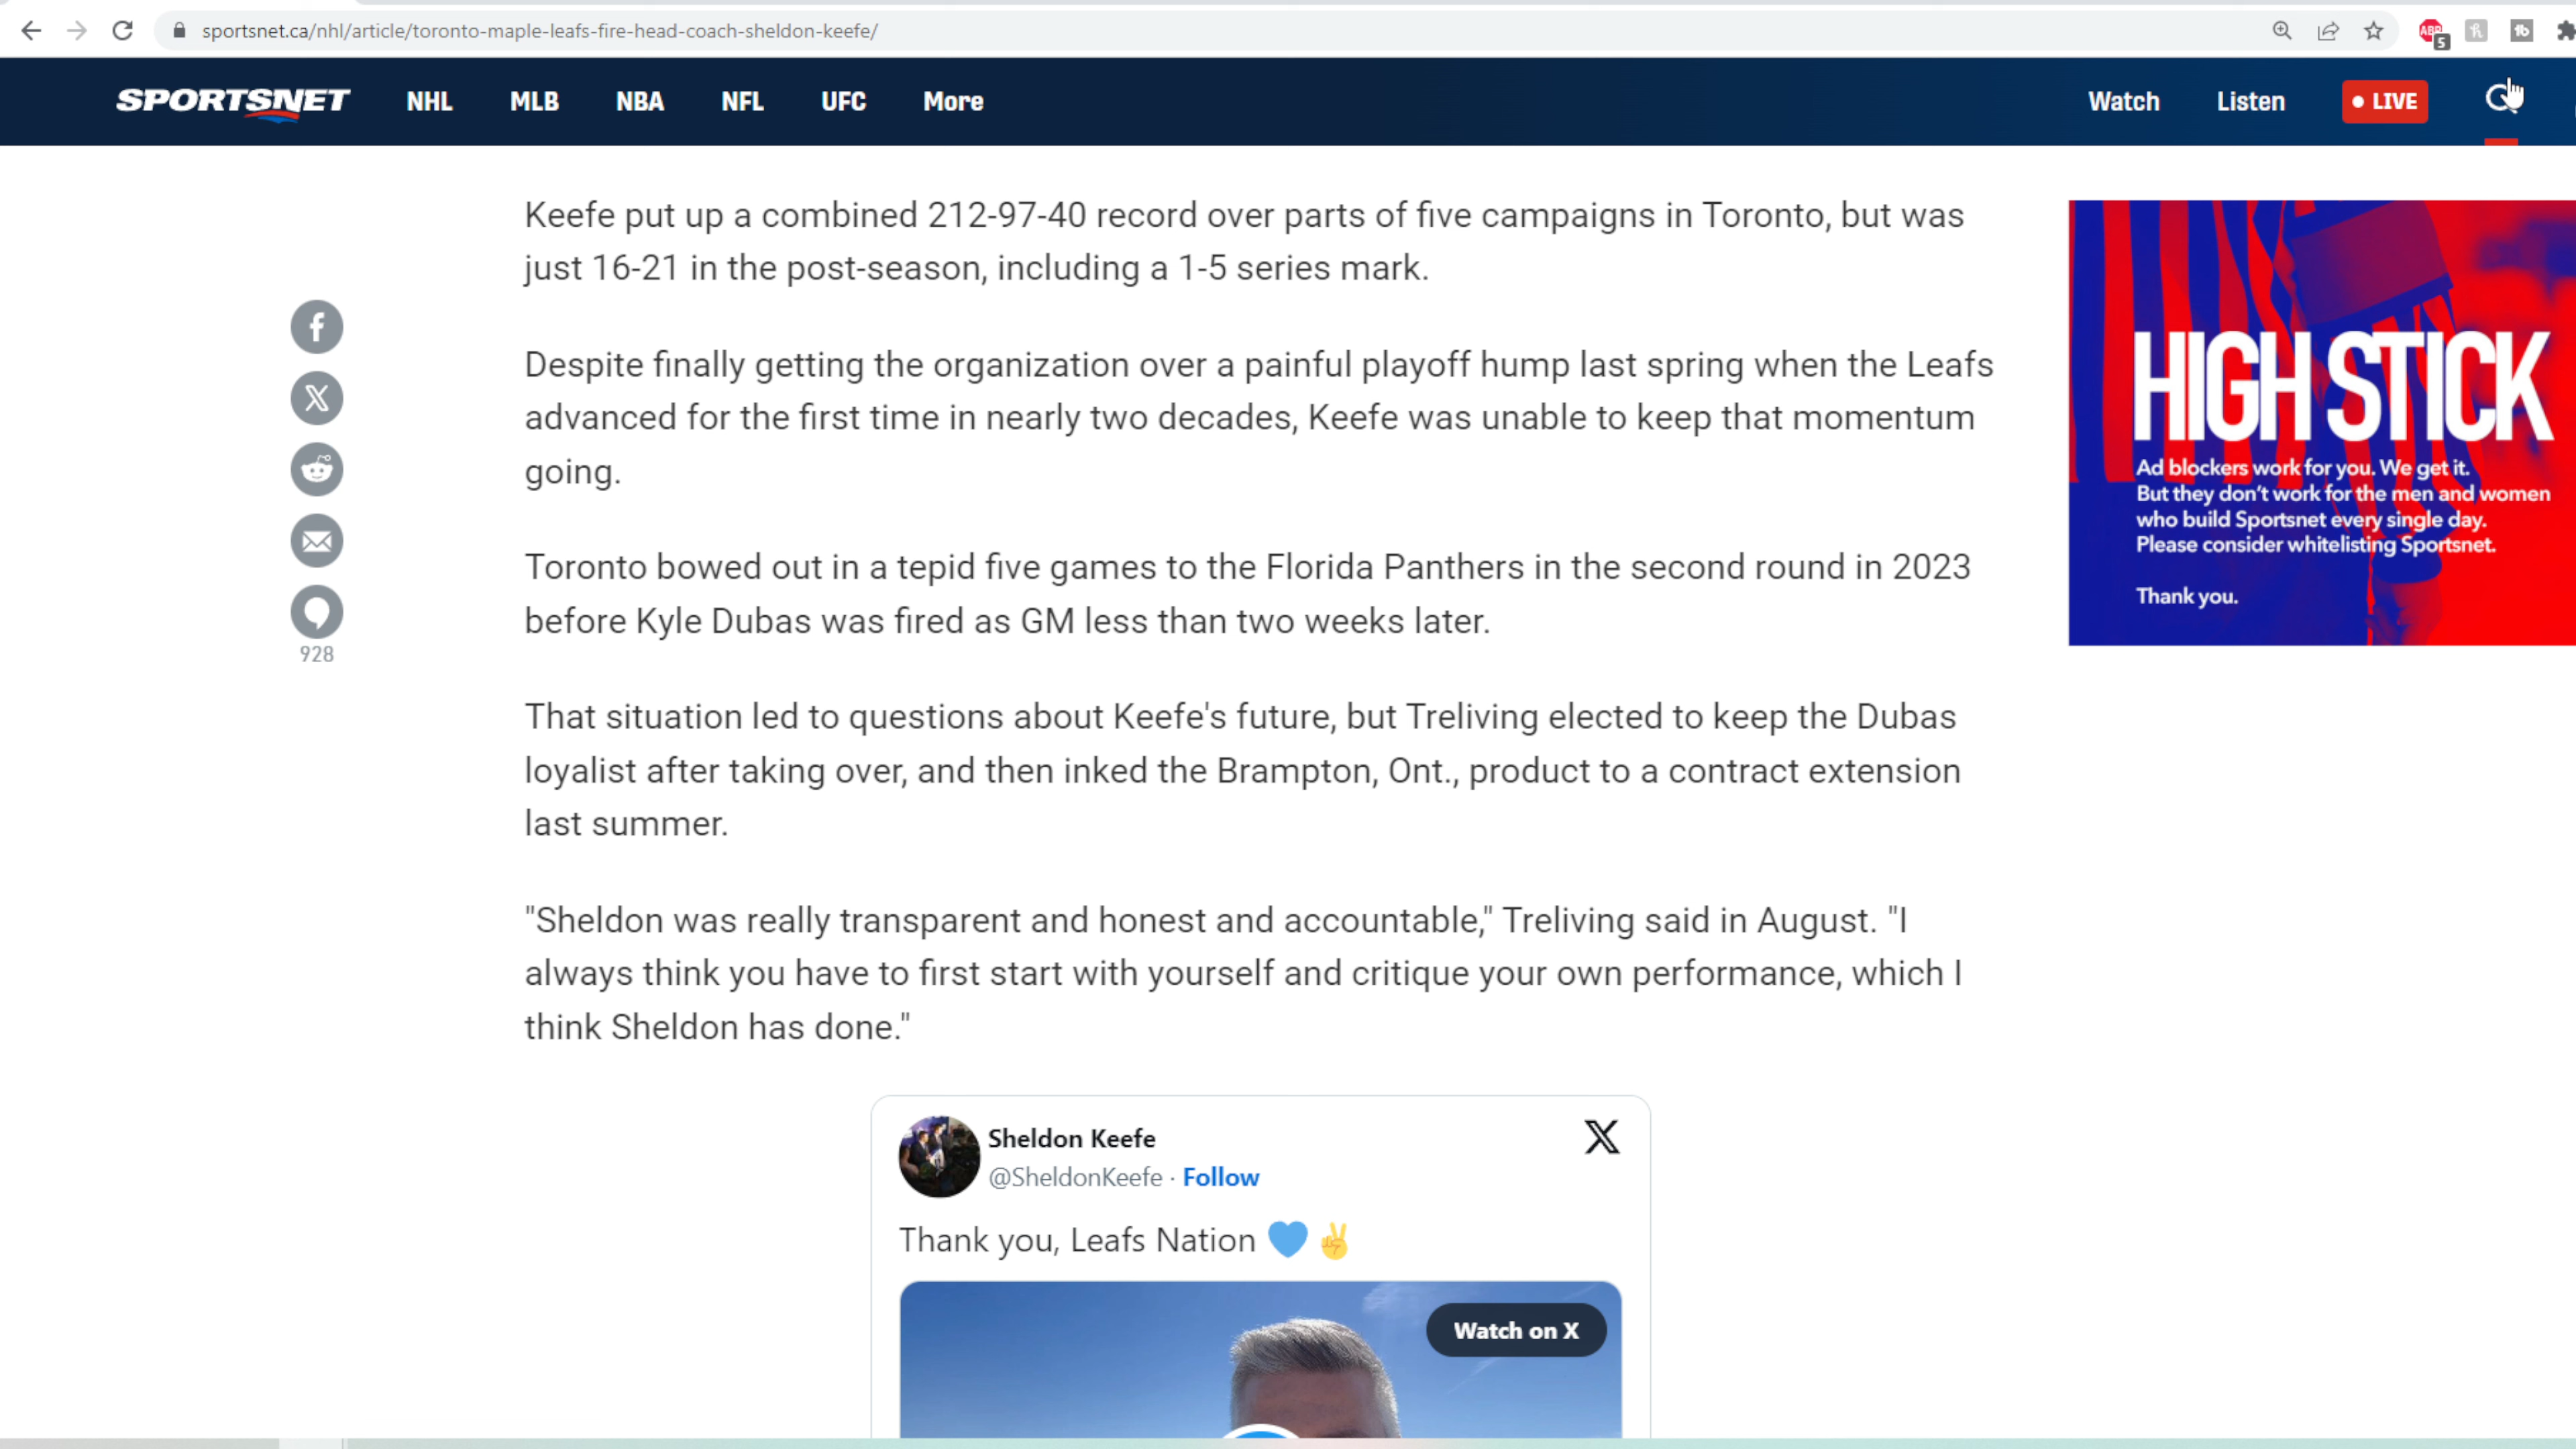 sportsnet.ca/nhl/article/toronto-maple-leafs-fire-head-coach-sheldon-keefe/
ABP
5
SPORTSNET
NHL
MLB
NBA
NFL
UFC
More
Watch
Listen
LIVE
Keefe put up a combined 212-97-40 record over parts of five campaigns in Toronto, but was
just 16-21 in the post-season, including a 1-5 series mark.
Despite finally getting the organization over a painful playoff hump last spring when the Leafs
advanced for the first time in nearly two decades, Keefe was unable to keep that momentum
going.
Toronto bowed out in a tepid five games to the Florida Panthers in the second round in 2023
before Kyle Dubas was fired as GM less than two weeks later.
That situation led to questions about Keefe's future, but Treliving elected to keep the Dubas
loyalist after taking over, and then inked the Brampton, Ont., product to a contract extension
last summer.
"Sheldon was really transparent and honest and accountable," Treliving said in August. "I
always think you have to first start with yourself and critique your own performance, which I
think Sheldon has done."
928
HIGH STICK
Ad blockers work for you. We get it.
But they don't work for the men and women
who build Sportsnet every single day.
Please consider whitelisting Sportsnet.
Thank you.
Sheldon Keefe
@SheldonKeefe · Follow
Thank you, Leafs Nation 💙✌
Watch on X